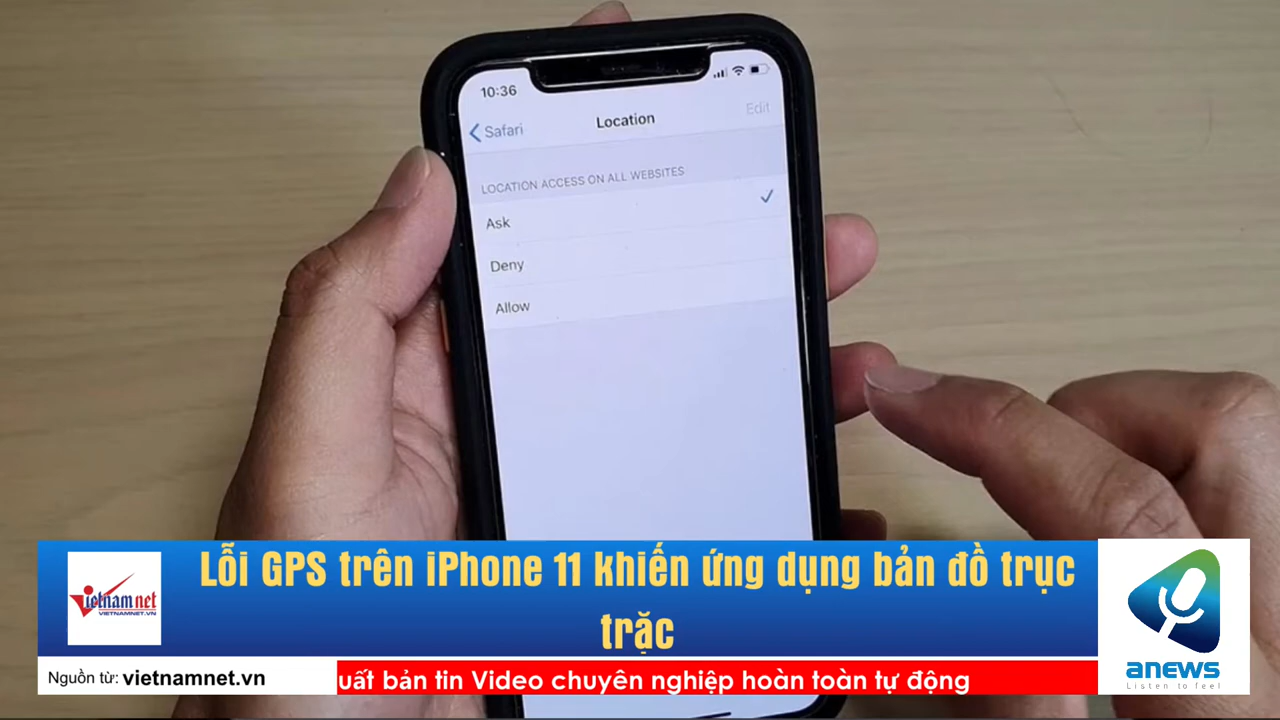 10:36
Safari
Location
Edit
LOCATION ACCESS ON ALL WEBSITES
Ask
Deny
Allow
Lỗi GPS trên iPhone 11 khiến ứng dụng bản đồ trục
trặc
Vietnamnet
VIETNAMNET.VN
Nguồn từ: vietnamnet.vn
uất bản tin Video chuyên nghiệp hoàn toàn tự động
anews
Listen to feel